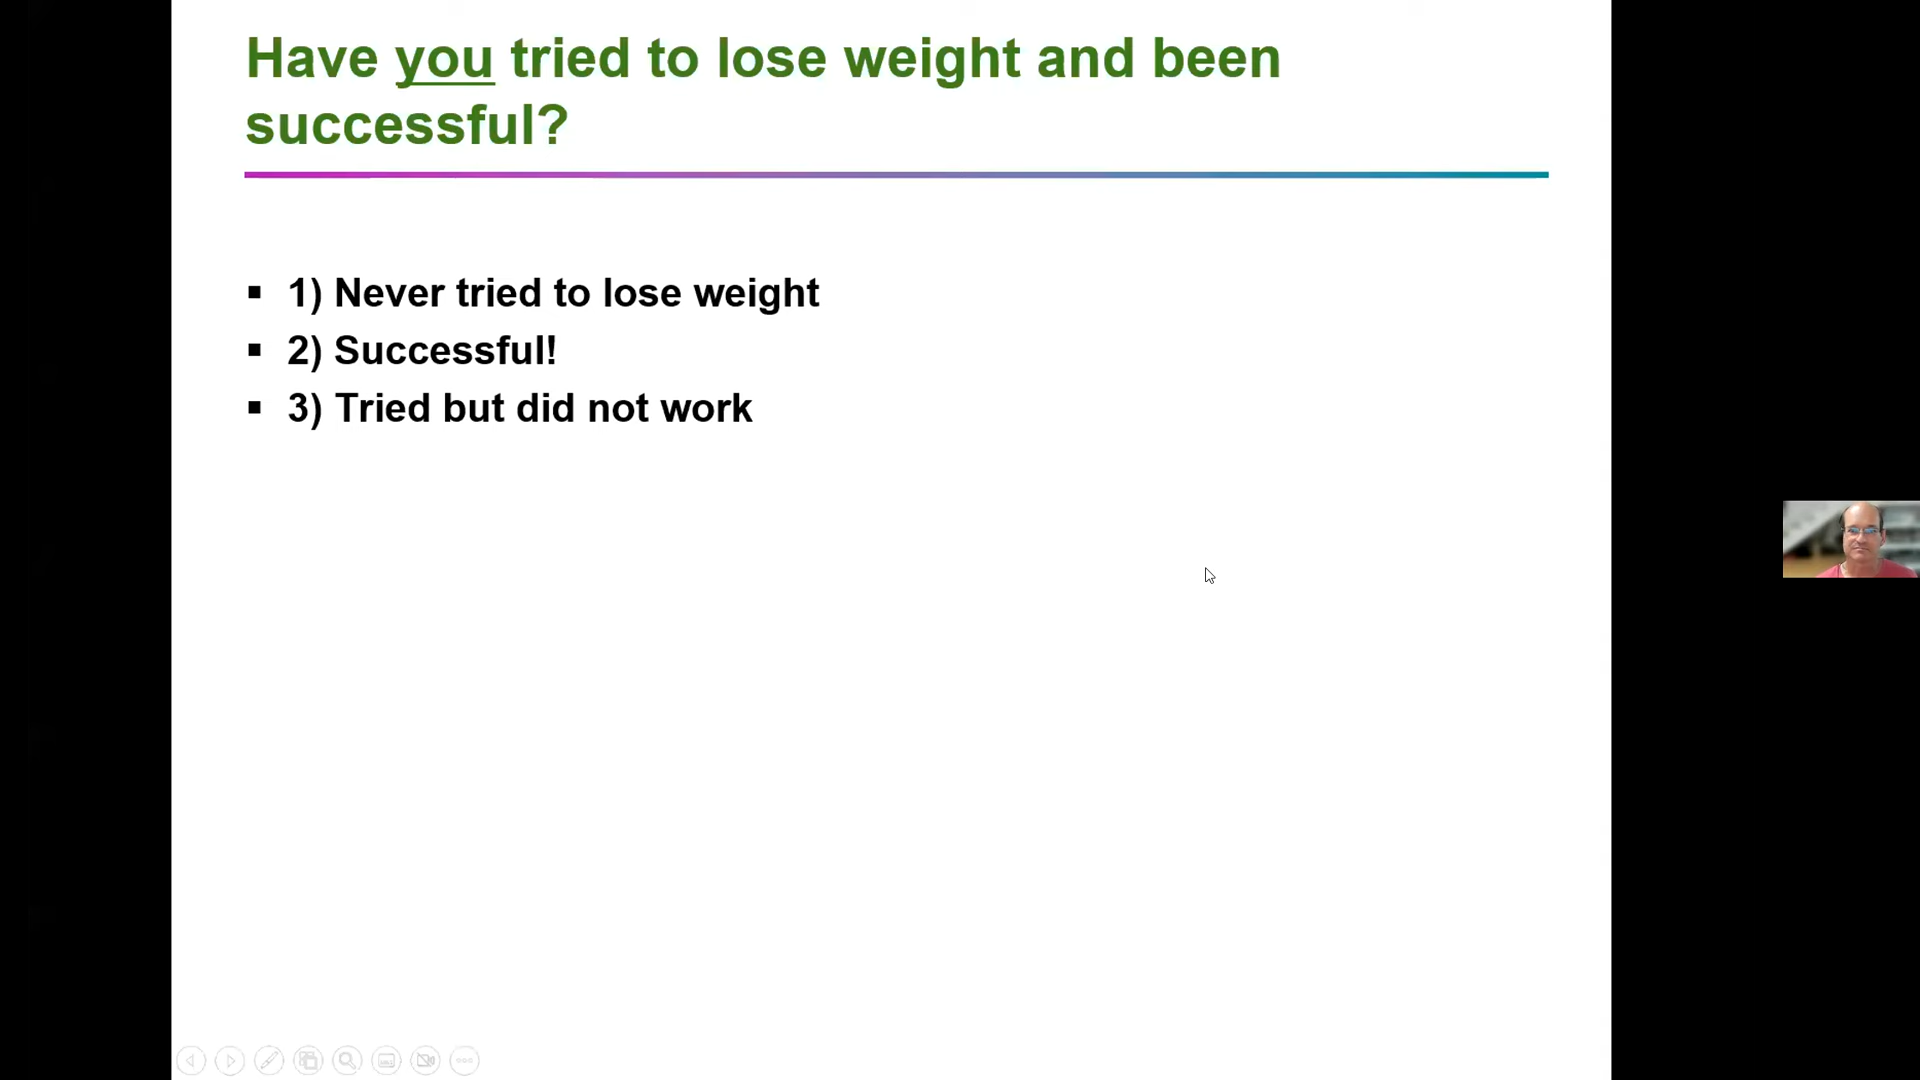 Have you tried to lose weight and been
successful?
▪ 1) Never tried to lose weight
▪ 2) Successful!
▪ 3) Tried but did not work